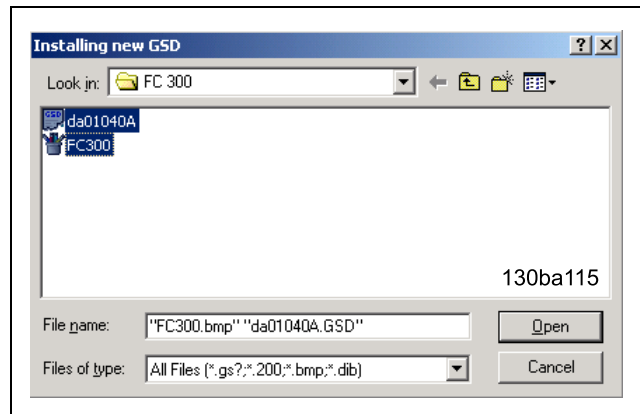 Installing new GSD
Look in: FC 300
da01040A
FC300
130ba115
File name: "FC300.bmp" "da01040A.GSD"
Open
Files of type: All Files (*.gs?;*.200;*.bmp;*.dib)
Cancel